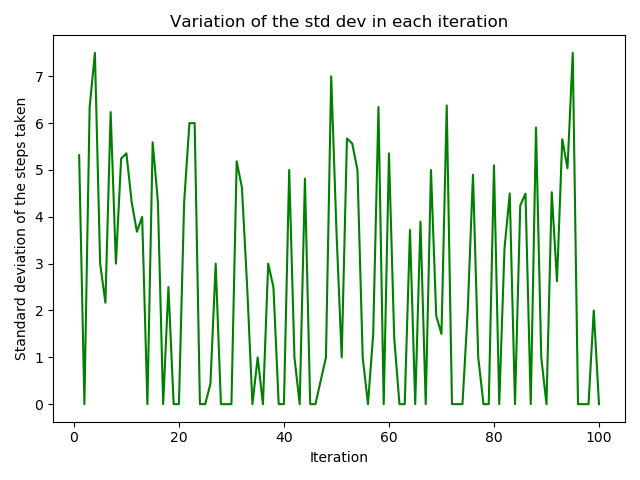 Variation of the std dev in each iteration
Standard deviation of the steps taken
7
6
5
4
3
2
1
0
0 20 40 60 80 100
Iteration